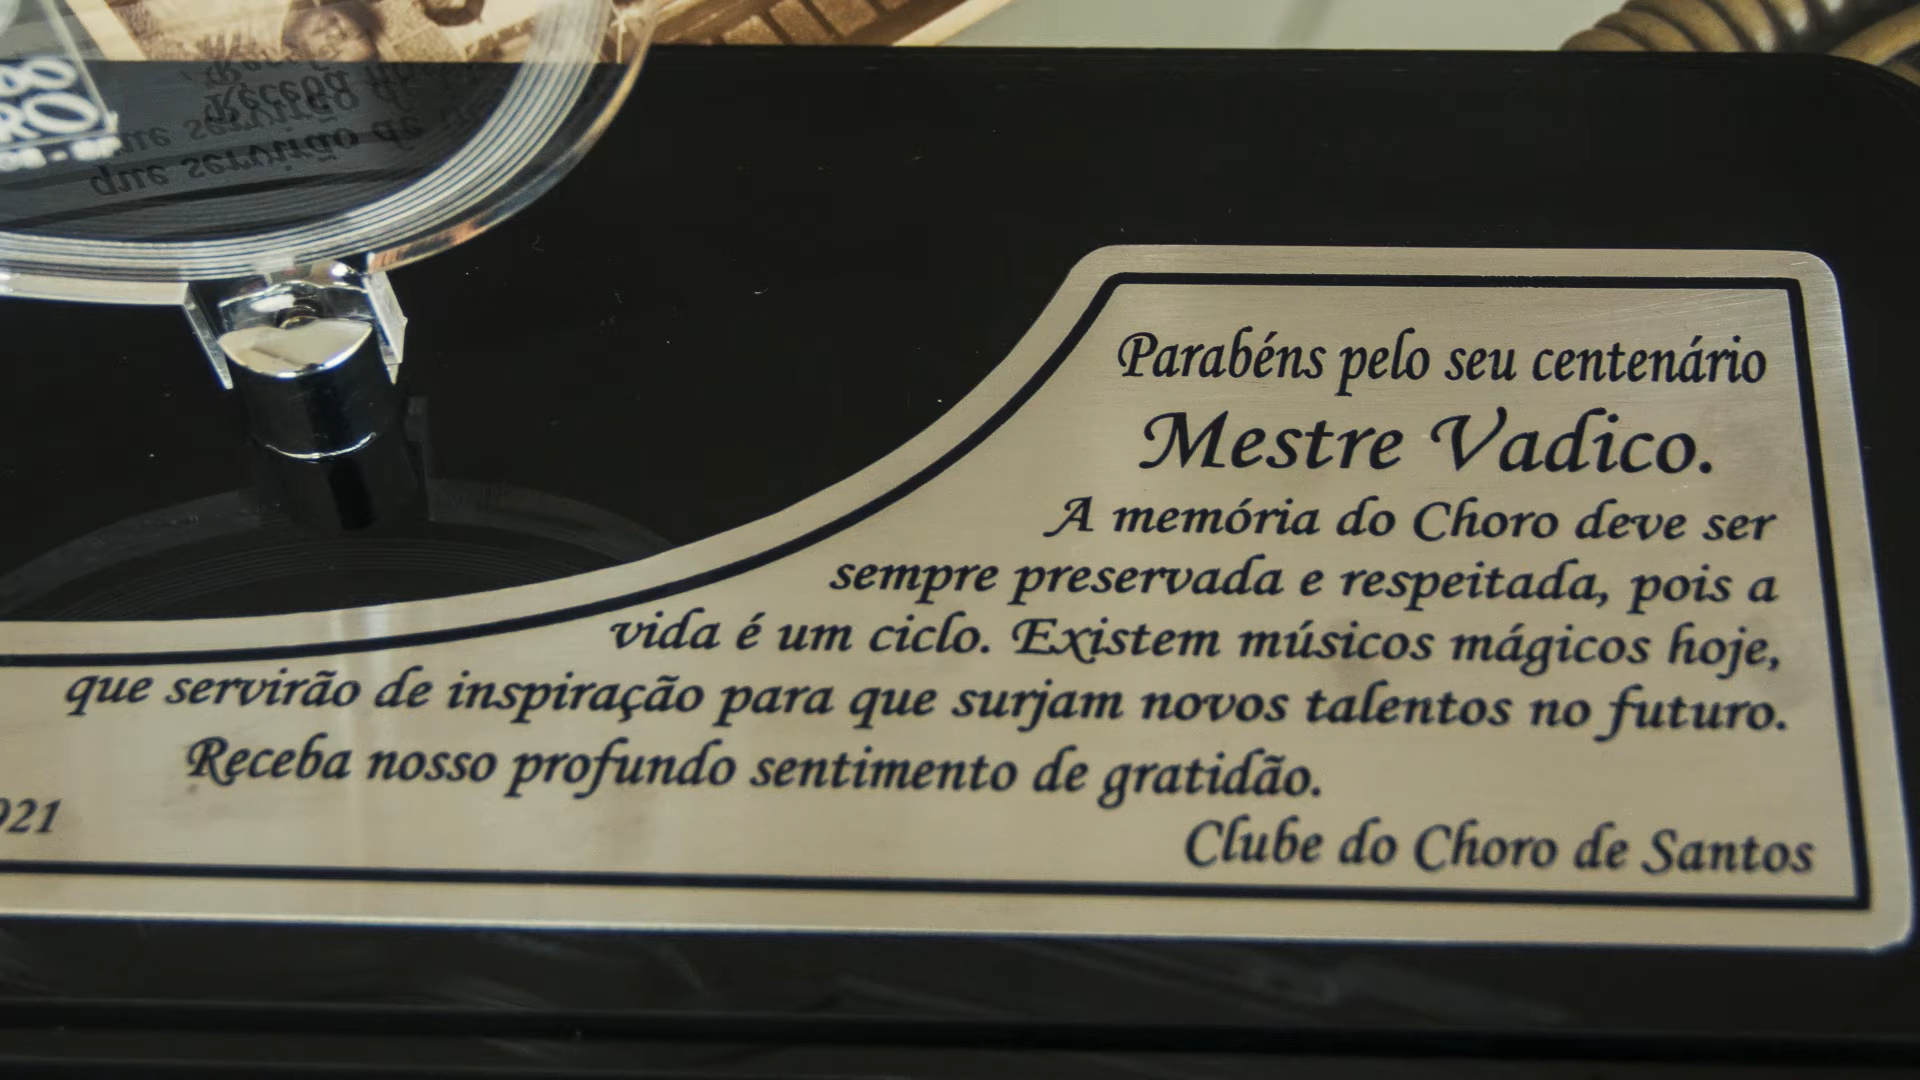 Parabéns pelo seu centenário
Mestre Vadico.
A memória do Choro deve ser
sempre preservada e respeitada, pois a
vida é um ciclo. Existem músicos mágicos hoje,
que servirão de inspiração para que surjam novos talentos no futuro.
Receba nosso profundo sentimento de gratidão.
921
Clube do Choro de Santos